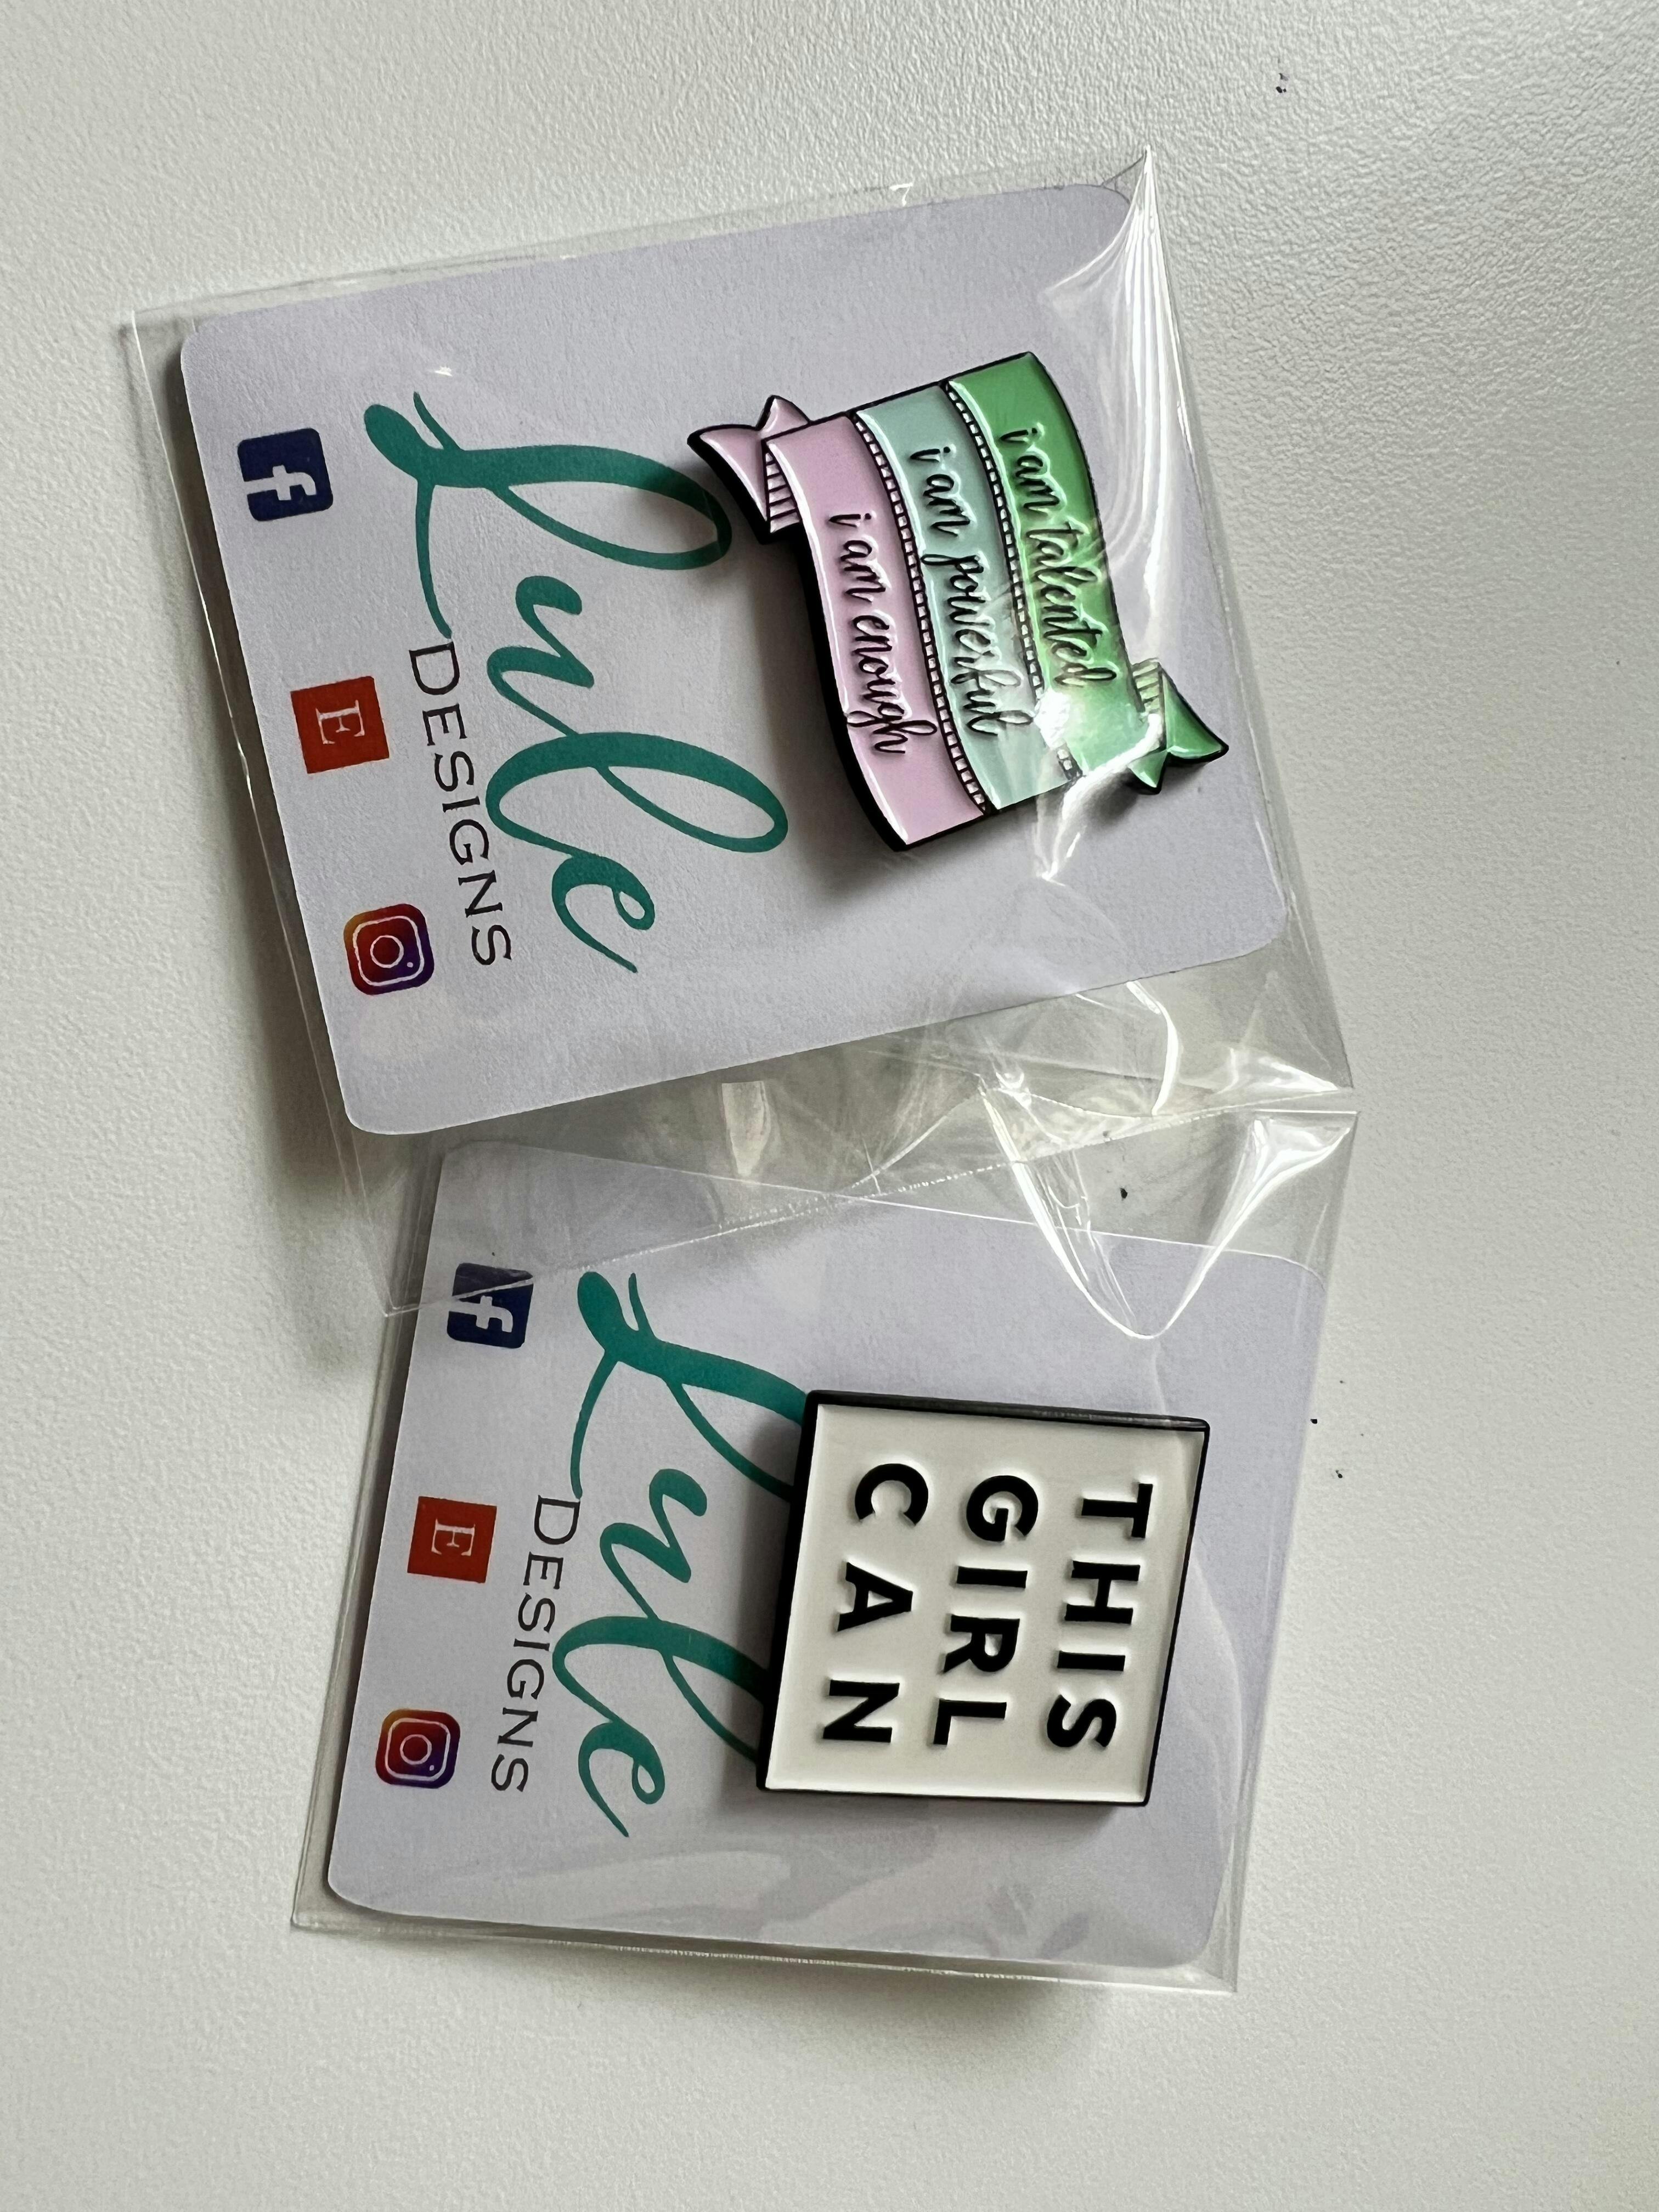 i am talented
i am powerful
i am enough
Lule
DESIGNS
f E
THIS
GIRL
CAN
Lule
DESIGNS
f E